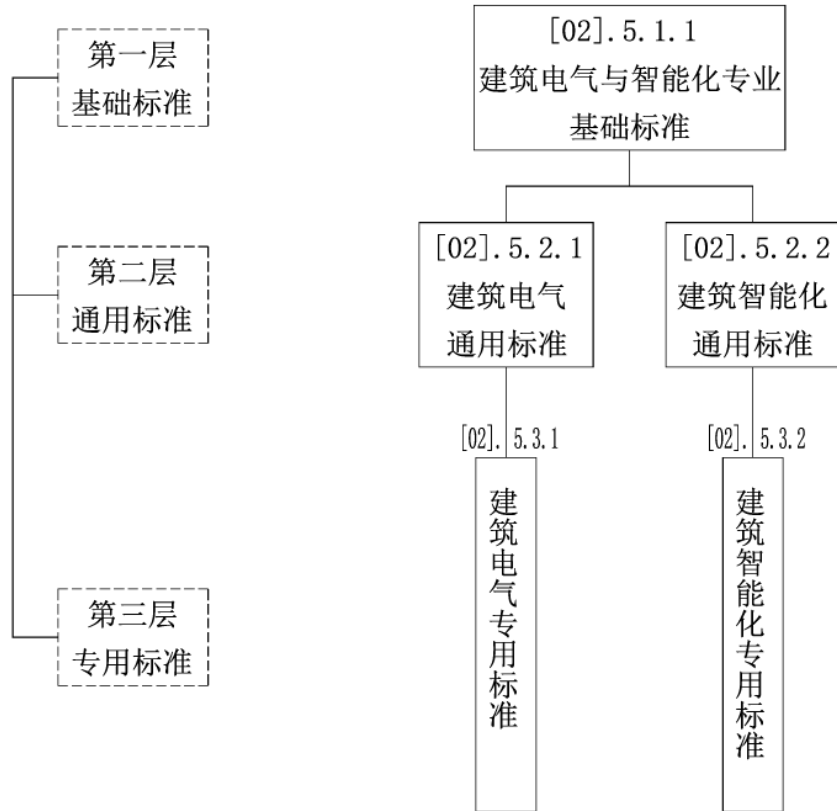 第一层
基础标准
[02].5.1.1
建筑电气与智能化专业
基础标准
第二层
通用标准
[02].5.2.1
建筑电气
通用标准
[02].5.2.2
建筑智能化
通用标准
[02]. 5.3.1
[02]. 5.3.2
第三层
专用标准
建筑电气专用标准
建筑智能化专用标准